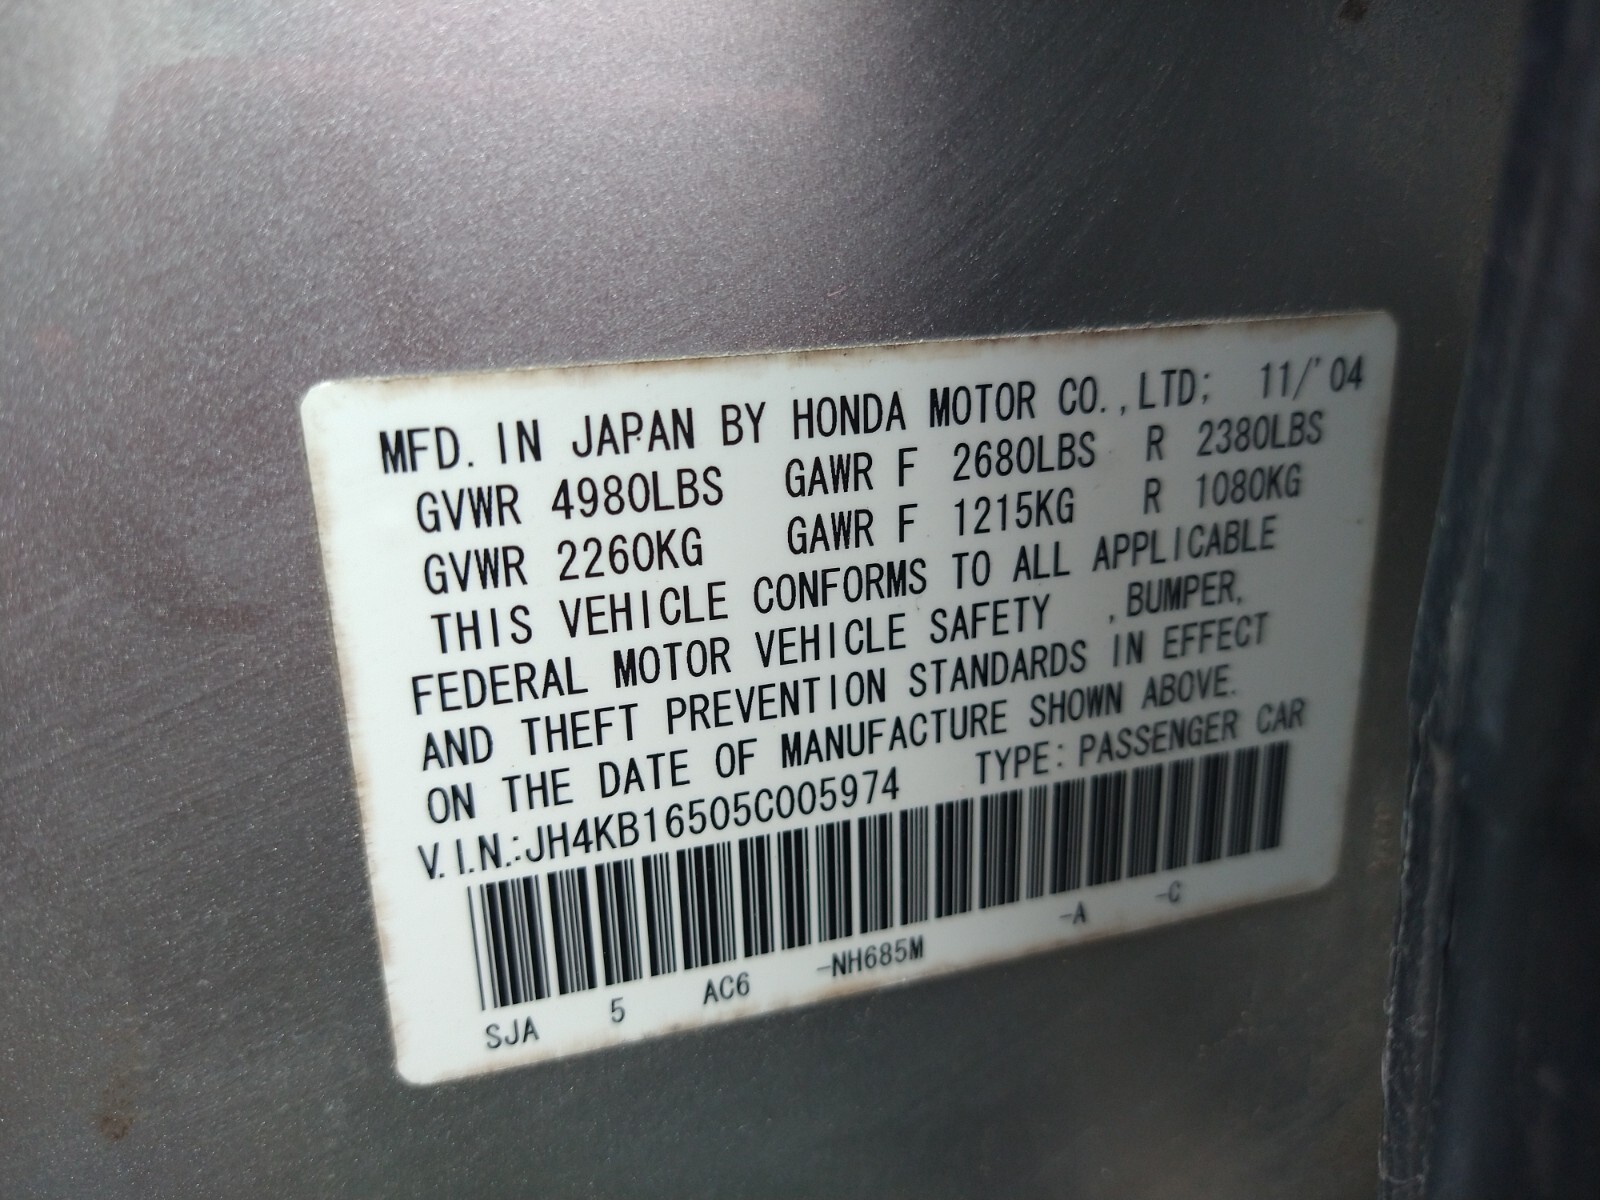 MFD. IN JAPAN BY HONDA MOTOR CO.,LTD; 11/'04
GVWR 4980LBS GAWR F 2680LBS R 2380LBS
GVWR 2260KG GAWR F 1215KG R 1080KG
THIS VEHICLE CONFORMS TO ALL APPLICABLE
FEDERAL MOTOR VEHICLE SAFETY ,BUMPER,
AND THEFT PREVENTION STANDARDS IN EFFECT
ON THE DATE OF MANUFACTURE SHOWN ABOVE.
V.I.N.:JH4KB16505C005974 TYPE:PASSENGER CAR
SJA 5 AC6 -NH685M -A -C